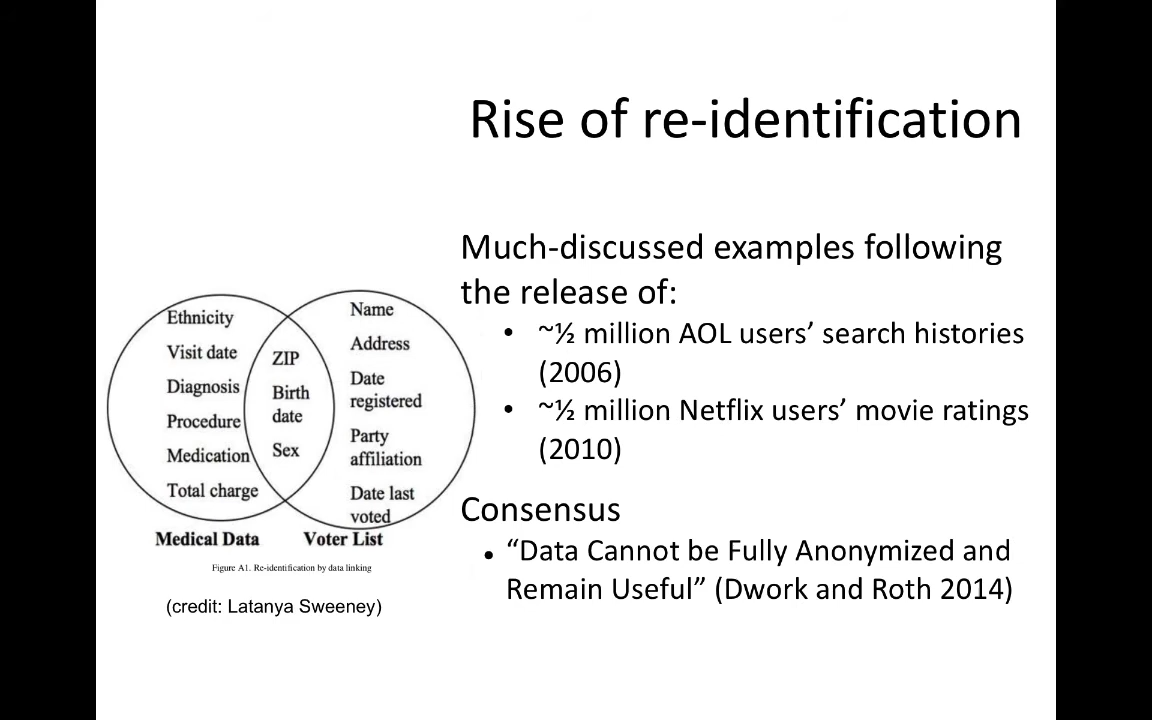 Rise of re-identification
Much-discussed examples following
the release of:
• ~½ million AOL users’ search histories
(2006)
• ~½ million Netflix users’ movie ratings
(2010)
Consensus
• “Data Cannot be Fully Anonymized and
Remain Useful” (Dwork and Roth 2014)
Ethnicity
Visit date
Diagnosis
Procedure
Medication
Total charge
ZIP
Birth
date
Sex
Name
Address
Date
registered
Party
affiliation
Date last
voted
Medical Data
Voter List
Figure A1. Re-identification by data linking
(credit: Latanya Sweeney)